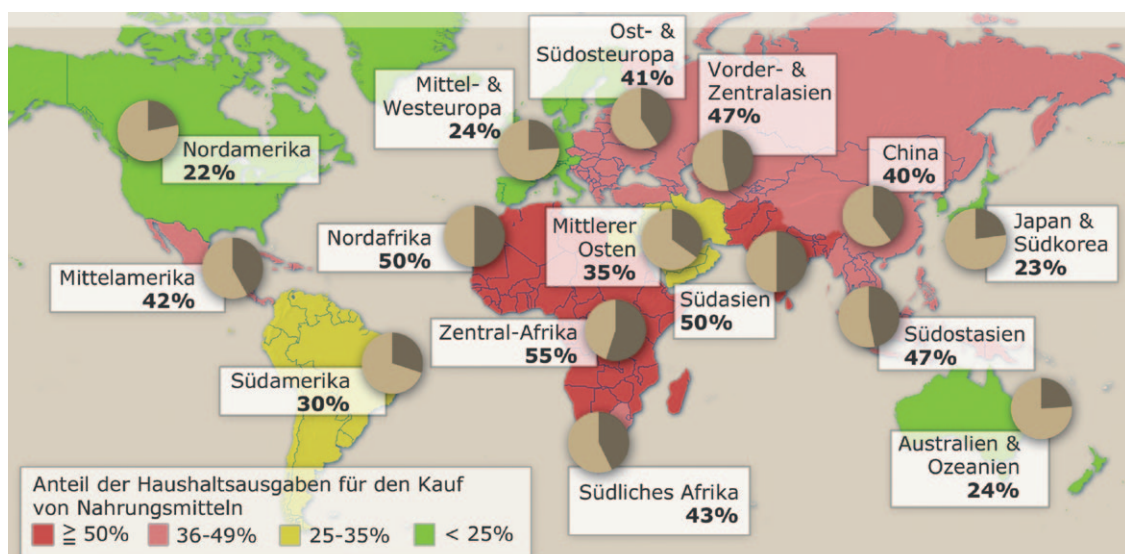 Ost- &
Südosteuropa
41%
Mittel- &
Westeuropa
24%
Vorder- &
Zentralasien
47%
Nordamerika
22%
China
40%
Nordafrika
50%
Mittlerer
Osten
35%
Japan &
Südkorea
23%
Mittelamerika
42%
Südasien
50%
Zentral-Afrika
55%
Südostasien
47%
Südamerika
30%
Australien &
Ozeanien
24%
Südliches Afrika
43%
Anteil der Haushaltsausgaben für den Kauf
von Nahrungsmitteln
≧ 50% 36-49% 25-35% < 25%